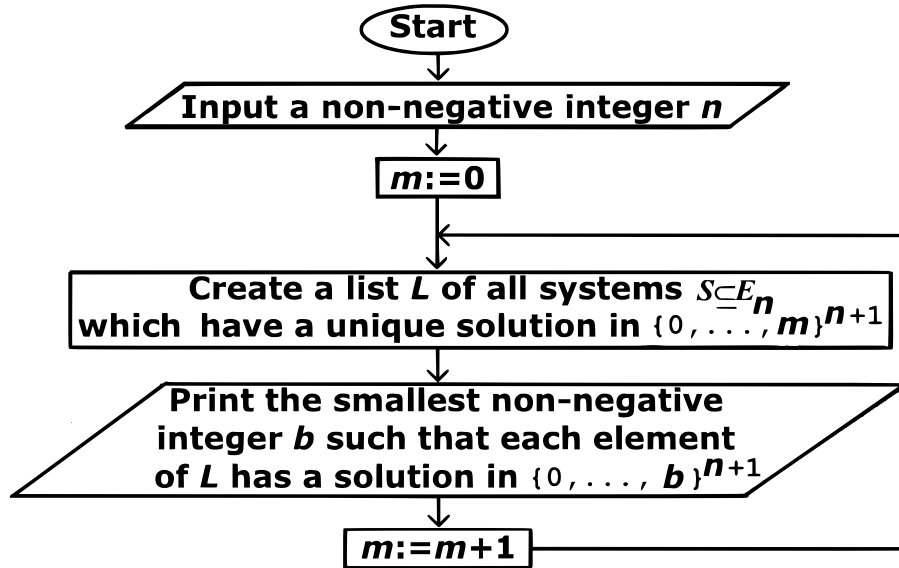 Start
Input a non-negative integer n
m:=0
Create a list L of all systems S⊆Eₙ
which have a unique solution in {0,...,m}ⁿ⁺¹
Print the smallest non-negative
integer b such that each element
of L has a solution in {0,..., b}ⁿ⁺¹
m:=m+1